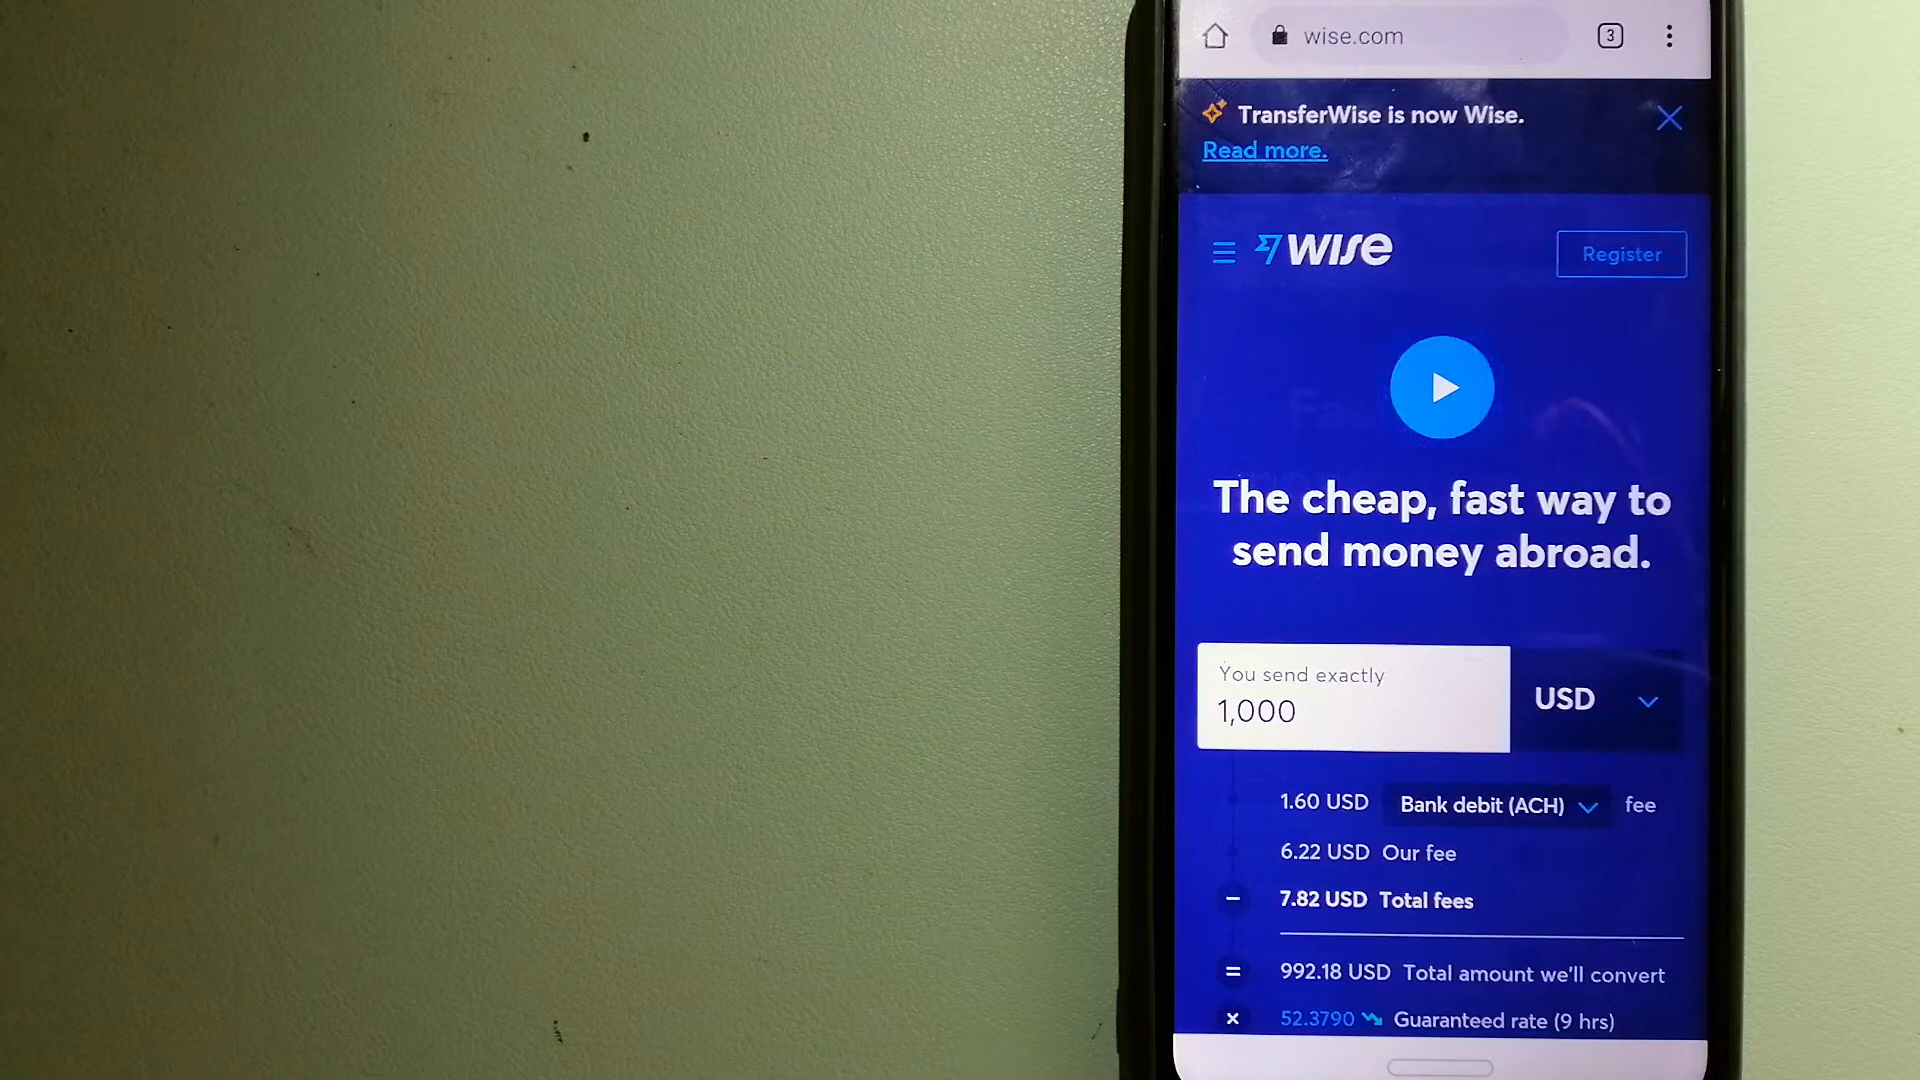 wise.com
3
TransferWise is now Wise.
Read more.
wise
Register
The cheap, fast way to
send money abroad.
You send exactly
1,000
USD
1.60 USD Bank debit (ACH) fee
6.22 USD Our fee
− 7.82 USD Total fees
= 992.18 USD Total amount we'll convert
× 52.3790 Guaranteed rate (9 hrs)